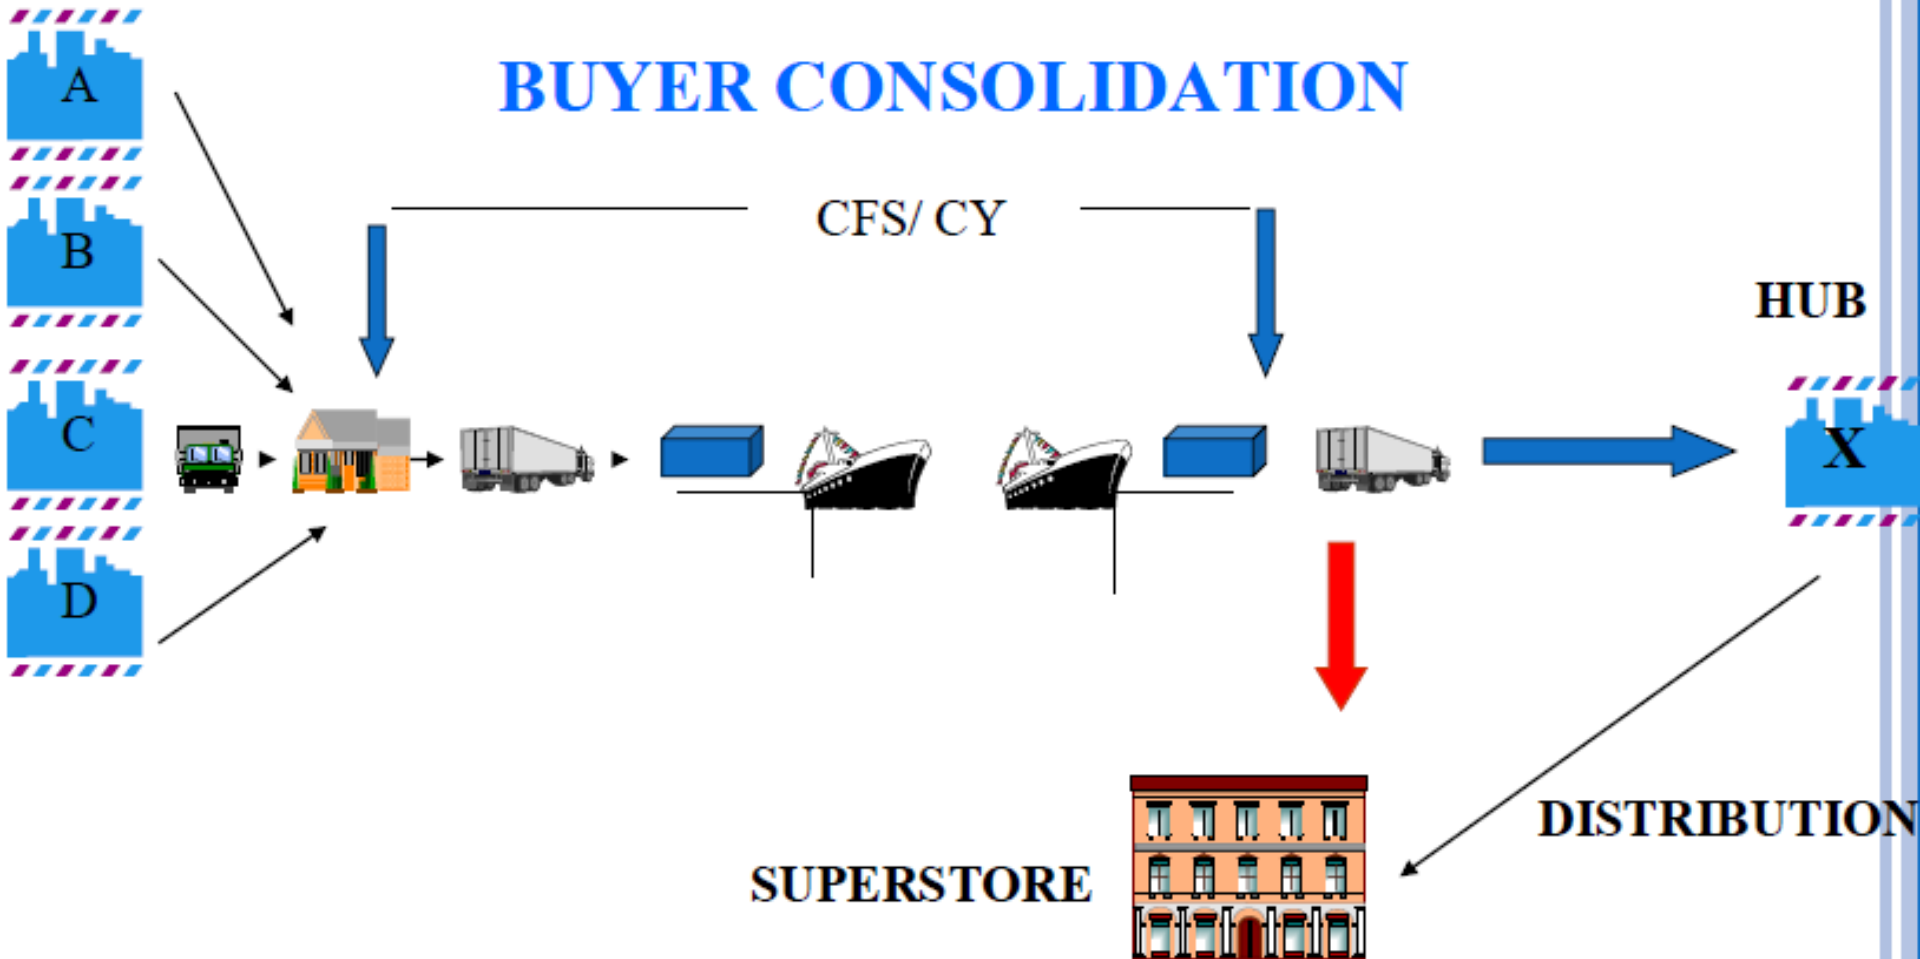 BUYER CONSOLIDATION
A
CFS/ CY
B
HUB
C
X
D
DISTRIBUTION
SUPERSTORE